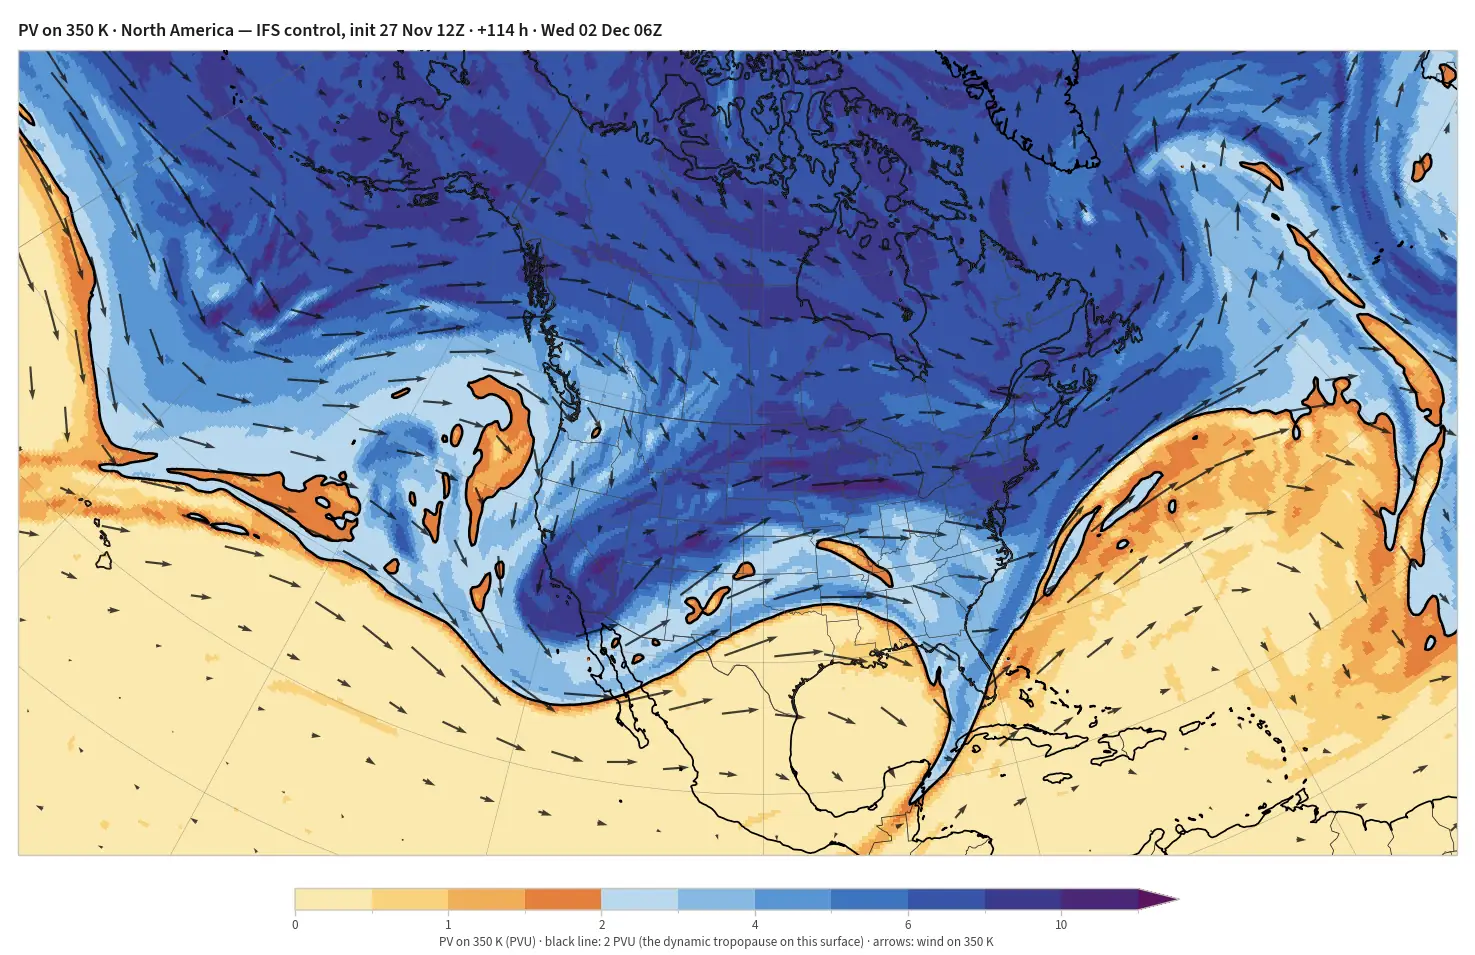 PV on 350 K · North America — IFS control, init 27 Nov 12Z · +114 h · Wed 02 Dec 06Z
0 1 2 4 6 10
PV on 350 K (PVU) · black line: 2 PVU (the dynamic tropopause on this surface) · arrows: wind on 350 K